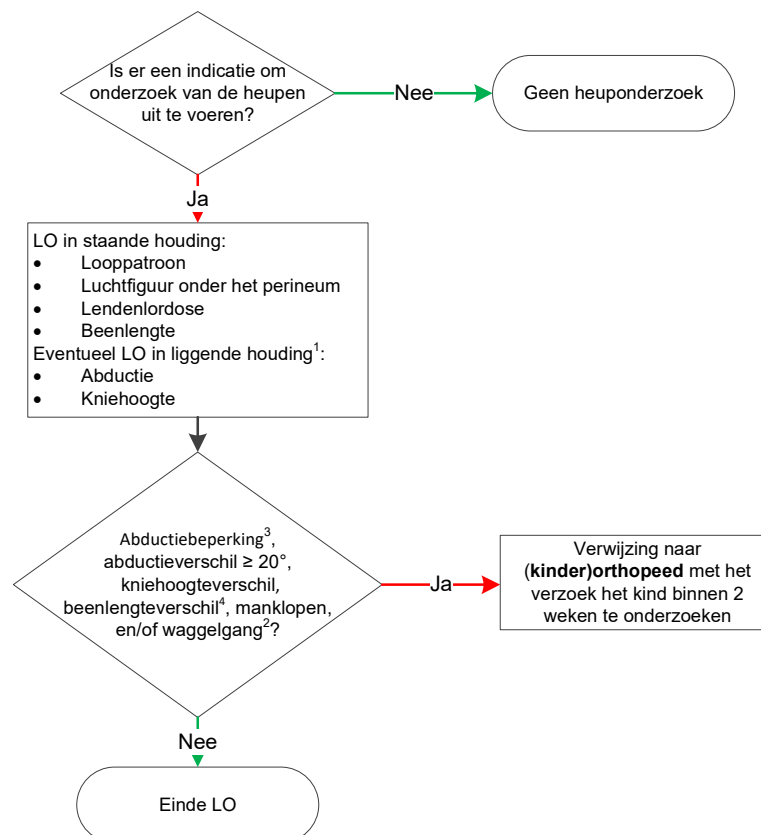 Is er een indicatie om
onderzoek van de heupen
uit te voeren?
Nee
Geen heuponderzoek
Ja
LO in staande houding:
• Looppatroon
• Luchtfiguur onder het perineum
• Lendenlordose
• Beenlengte
Eventueel LO in liggende houding¹:
• Abductie
• Kniehoogte
Abductiebeperking³,
abductieverschil ≥ 20°,
kniehoogteverschil,
beenlengteverschil⁴, manklopen,
en/of waggelgang²?
Ja
Verwijzing naar
(kinder)orthopeed met het
verzoek het kind binnen 2
weken te onderzoeken
Nee
Einde LO